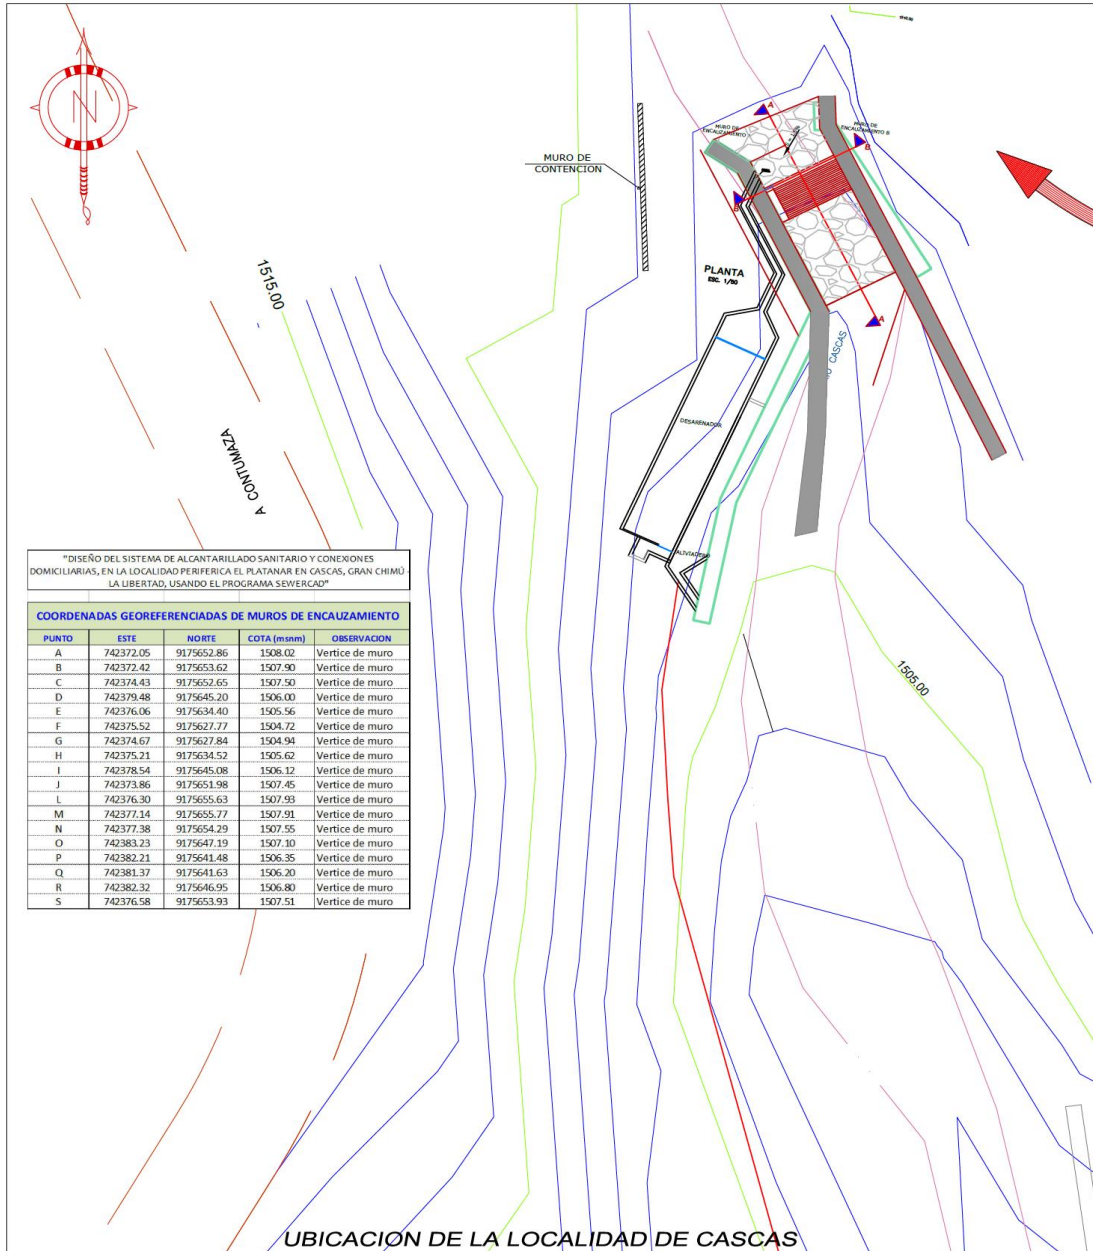 N
1515.00
A CONTUMAZA
MURO DE
CONTENCION
MURO DE
ENCAUZAMIENTO
MURO DE
ENCAUZAMIENTO B
A
B
B
A
PLANTA
ESC. 1/50
CASCAS
DESARENADOR
ALIVIADERO
1505.00
"DISEÑO DEL SISTEMA DE ALCANTARILLADO SANITARIO Y CONEXIONES
DOMICILIARIAS, EN LA LOCALIDAD PERIFERICA EL PLATANAR EN CASCAS, GRAN CHIMÚ -
LA LIBERTAD, USANDO EL PROGRAMA SEWERCAD"
COORDENADAS GEOREFERENCIADAS DE MUROS DE ENCAUZAMIENTO
PUNTO ESTE NORTE COTA (msnm) OBSERVACION
A 742372.05 9175652.86 1508.02 Vertice de muro
B 742372.42 9175653.62 1507.90 Vertice de muro
C 742374.43 9175652.65 1507.50 Vertice de muro
D 742379.48 9175645.20 1506.00 Vertice de muro
E 742376.06 9175634.40 1505.56 Vertice de muro
F 742375.52 9175627.77 1504.72 Vertice de muro
G 742374.67 9175627.84 1504.94 Vertice de muro
H 742375.21 9175634.52 1505.62 Vertice de muro
I 742378.54 9175645.08 1506.12 Vertice de muro
J 742373.86 9175651.98 1507.45 Vertice de muro
L 742376.30 9175655.63 1507.93 Vertice de muro
M 742377.14 9175655.77 1507.91 Vertice de muro
N 742377.38 9175654.29 1507.55 Vertice de muro
O 742383.23 9175647.19 1507.10 Vertice de muro
P 742382.21 9175641.48 1506.35 Vertice de muro
Q 742381.37 9175641.63 1506.20 Vertice de muro
R 742382.32 9175646.95 1506.80 Vertice de muro
S 742376.58 9175653.93 1507.51 Vertice de muro
UBICACION DE LA LOCALIDAD DE CASCAS